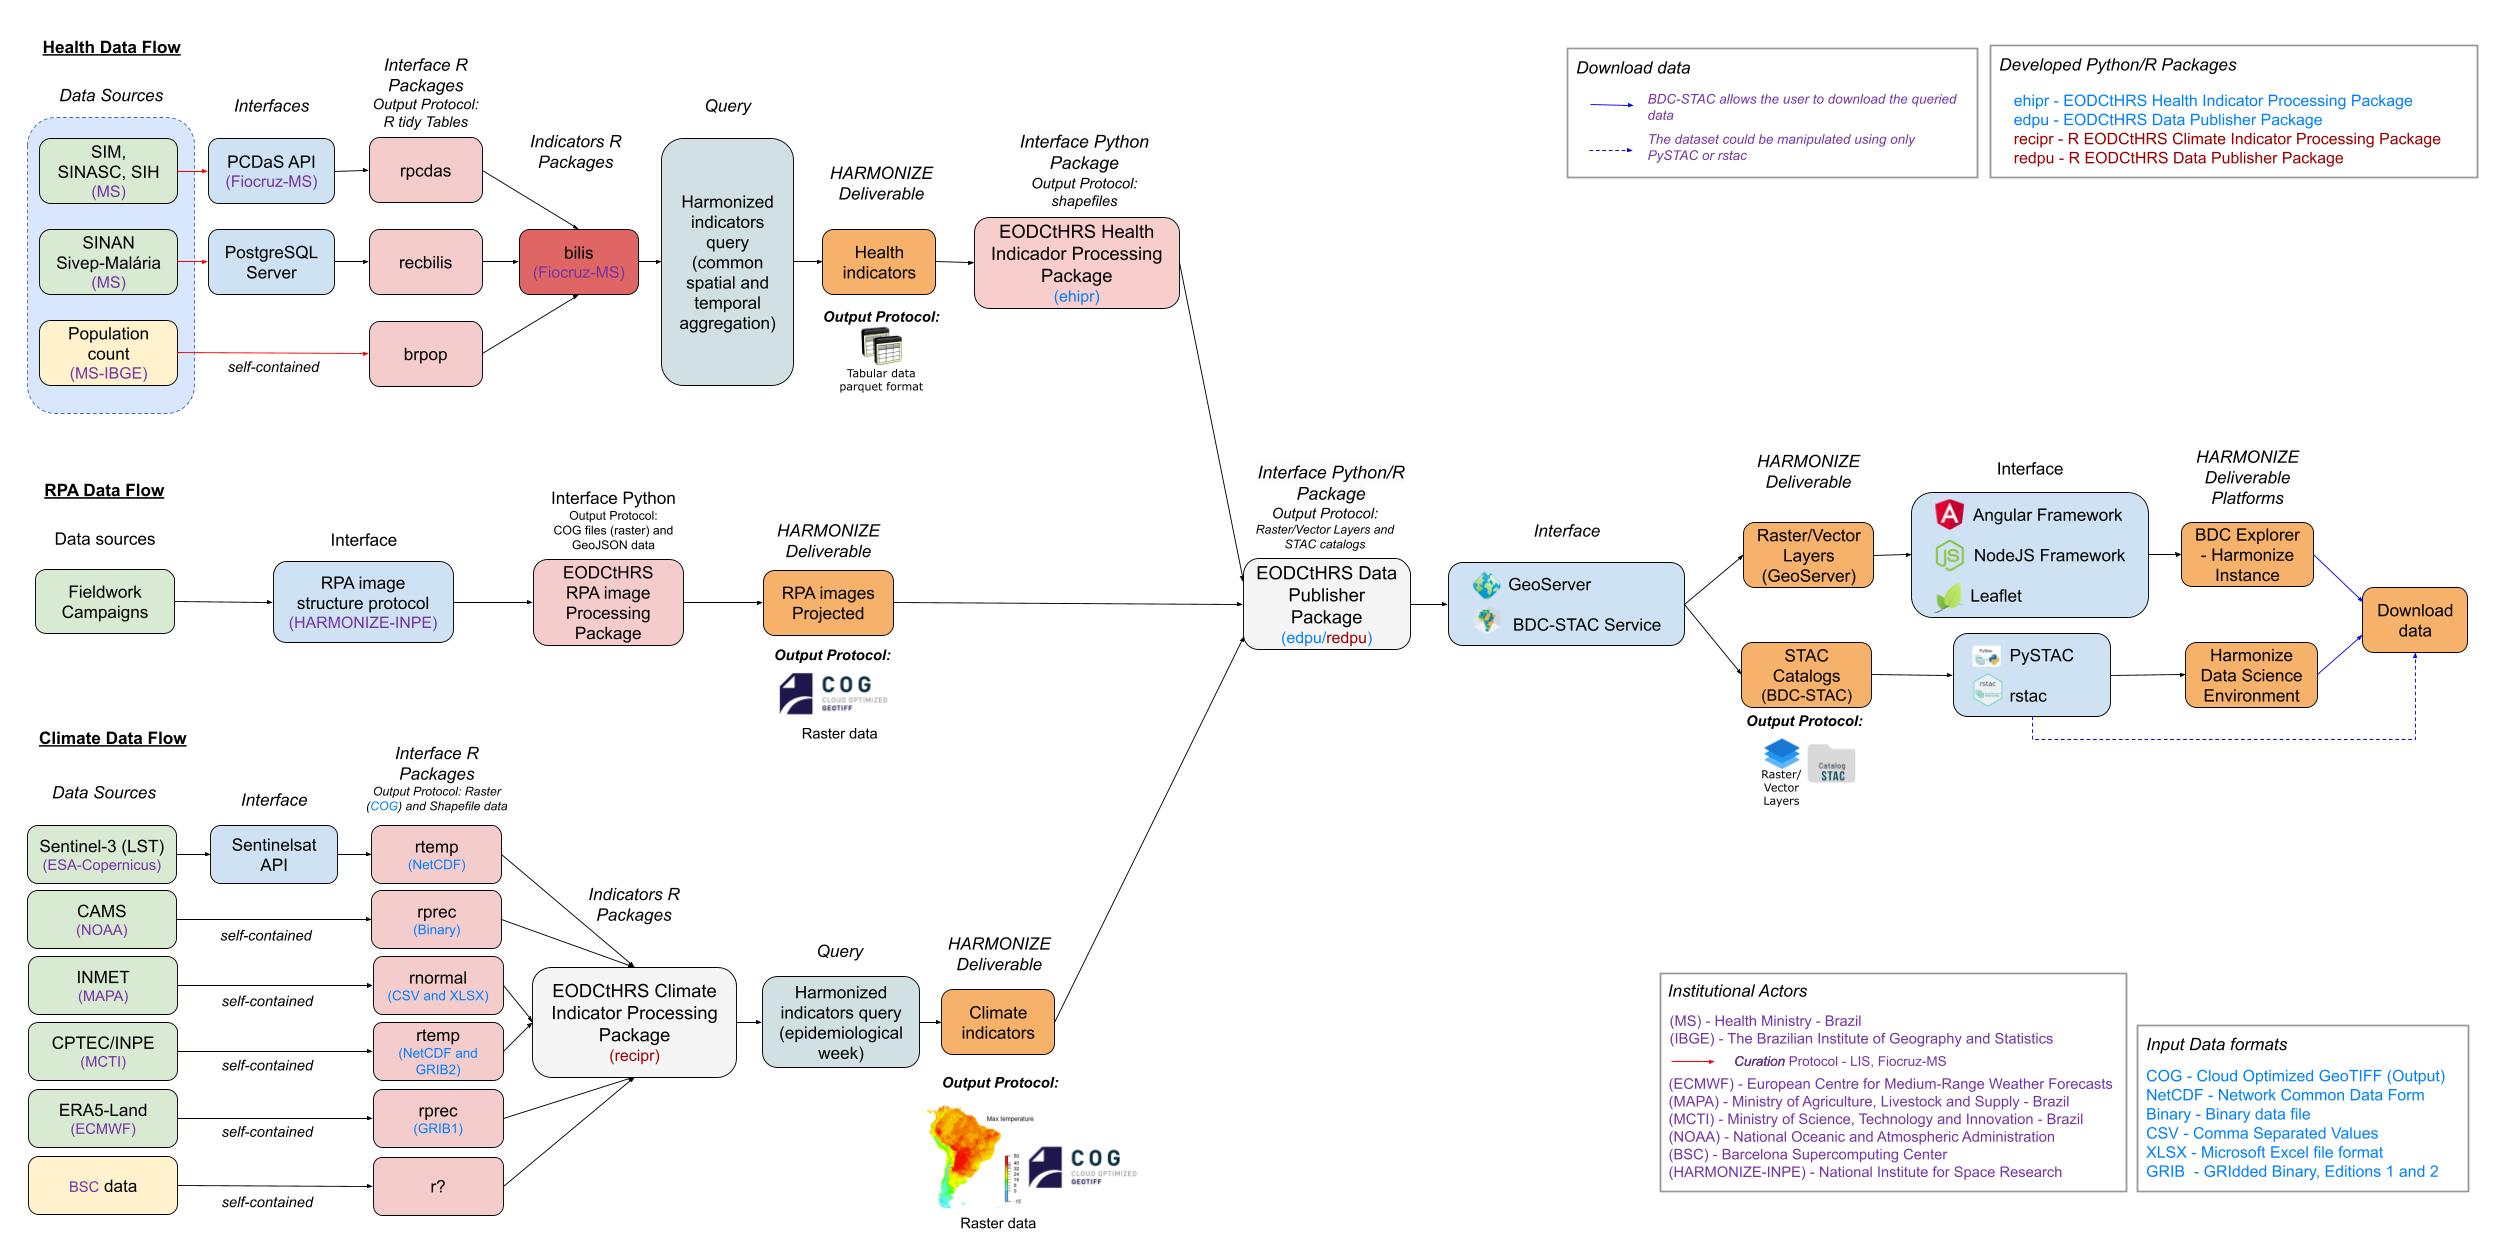 Health Data Flow
Data Sources
SIM,
SINASC, SIH
(MS)
SINAN
Sivep-Malária
(MS)
Population
count
(MS-IBGE)
Interfaces
PCDaS API
(Fiocruz-MS)
PostgreSQL
Server
self-contained
Interface R
Packages
Output Protocol:
R tidy Tables
rpcdas
recbilis
brpop
Indicators R
Packages
bilis
(Fiocruz-MS)
Query
Harmonized
indicators
query
(common
spatial and
temporal
aggregation)
HARMONIZE
Deliverable
Health
indicators
Output Protocol:
Tabular data
parquet format
Interface Python
Package
Output Protocol:
shapefiles
EODCtHRS Health
Indicador Processing
Package
(ehipr)
Download data
BDC-STAC allows the user to download the queried
data
The dataset could be manipulated using only
PySTAC or rstac
Developed Python/R Packages
ehipr - EODCtHRS Health Indicator Processing Package
edpu - EODCtHRS Data Publisher Package
recipr - R EODCtHRS Climate Indicator Processing Package
redpu - R EODCtHRS Data Publisher Package
RPA Data Flow
Data sources
Fieldwork
Campaigns
Interface
RPA image
structure protocol
(HARMONIZE-INPE)
Interface Python
Output Protocol:
COG files (raster) and
GeoJSON data
EODCtHRS
RPA image
Processing
Package
HARMONIZE
Deliverable
RPA images
Projected
Output Protocol:
COG
CLOUD OPTIMIZED
GEOTIFF
Raster data
Interface Python/R
Package
Output Protocol:
Raster/Vector Layers and
STAC catalogs
EODCtHRS Data
Publisher
Package
(edpu/redpu)
Interface
GeoServer
BDC-STAC Service
HARMONIZE
Deliverable
Raster/Vector
Layers
(GeoServer)
STAC
Catalogs
(BDC-STAC)
Output Protocol:
Raster/
Vector
Layers
Catalog
STAC
Interface
Angular Framework
NodeJS Framework
Leaflet
PySTAC
rstac
rstac
HARMONIZE
Deliverable
Platforms
BDC Explorer
- Harmonize
Instance
Harmonize
Data Science
Environment
Download
data
Climate Data Flow
Data Sources
Sentinel-3 (LST)
(ESA-Copernicus)
CAMS
(NOAA)
INMET
(MAPA)
CPTEC/INPE
(MCTI)
ERA5-Land
(ECMWF)
BSC data
Interface
Sentinelsat
API
self-contained
self-contained
self-contained
self-contained
self-contained
Interface R
Packages
Output Protocol: Raster
(COG) and Shapefile data
rtemp
(NetCDF)
rprec
(Binary)
rnormal
(CSV and XLSX)
rtemp
(NetCDF and
GRIB2)
rprec
(GRIB1)
r?
Indicators R
Packages
EODCtHRS Climate
Indicator Processing
Package
(recipr)
Query
Harmonized
indicators query
(epidemiological
week)
HARMONIZE
Deliverable
Climate
indicators
Output Protocol:
Max temperature
COG
CLOUD OPTIMIZED
GEOTIFF
Raster data
Institutional Actors
(MS) - Health Ministry - Brazil
(IBGE) - The Brazilian Institute of Geography and Statistics
Curation Protocol - LIS, Fiocruz-MS
(ECMWF) - European Centre for Medium-Range Weather Forecasts
(MAPA) - Ministry of Agriculture, Livestock and Supply - Brazil
(MCTI) - Ministry of Science, Technology and Innovation - Brazil
(NOAA) - National Oceanic and Atmospheric Administration
(BSC) - Barcelona Supercomputing Center
(HARMONIZE-INPE) - National Institute for Space Research
Input Data formats
COG - Cloud Optimized GeoTIFF (Output)
NetCDF - Network Common Data Form
Binary - Binary data file
CSV - Comma Separated Values
XLSX - Microsoft Excel file format
GRIB - GRIdded Binary, Editions 1 and 2